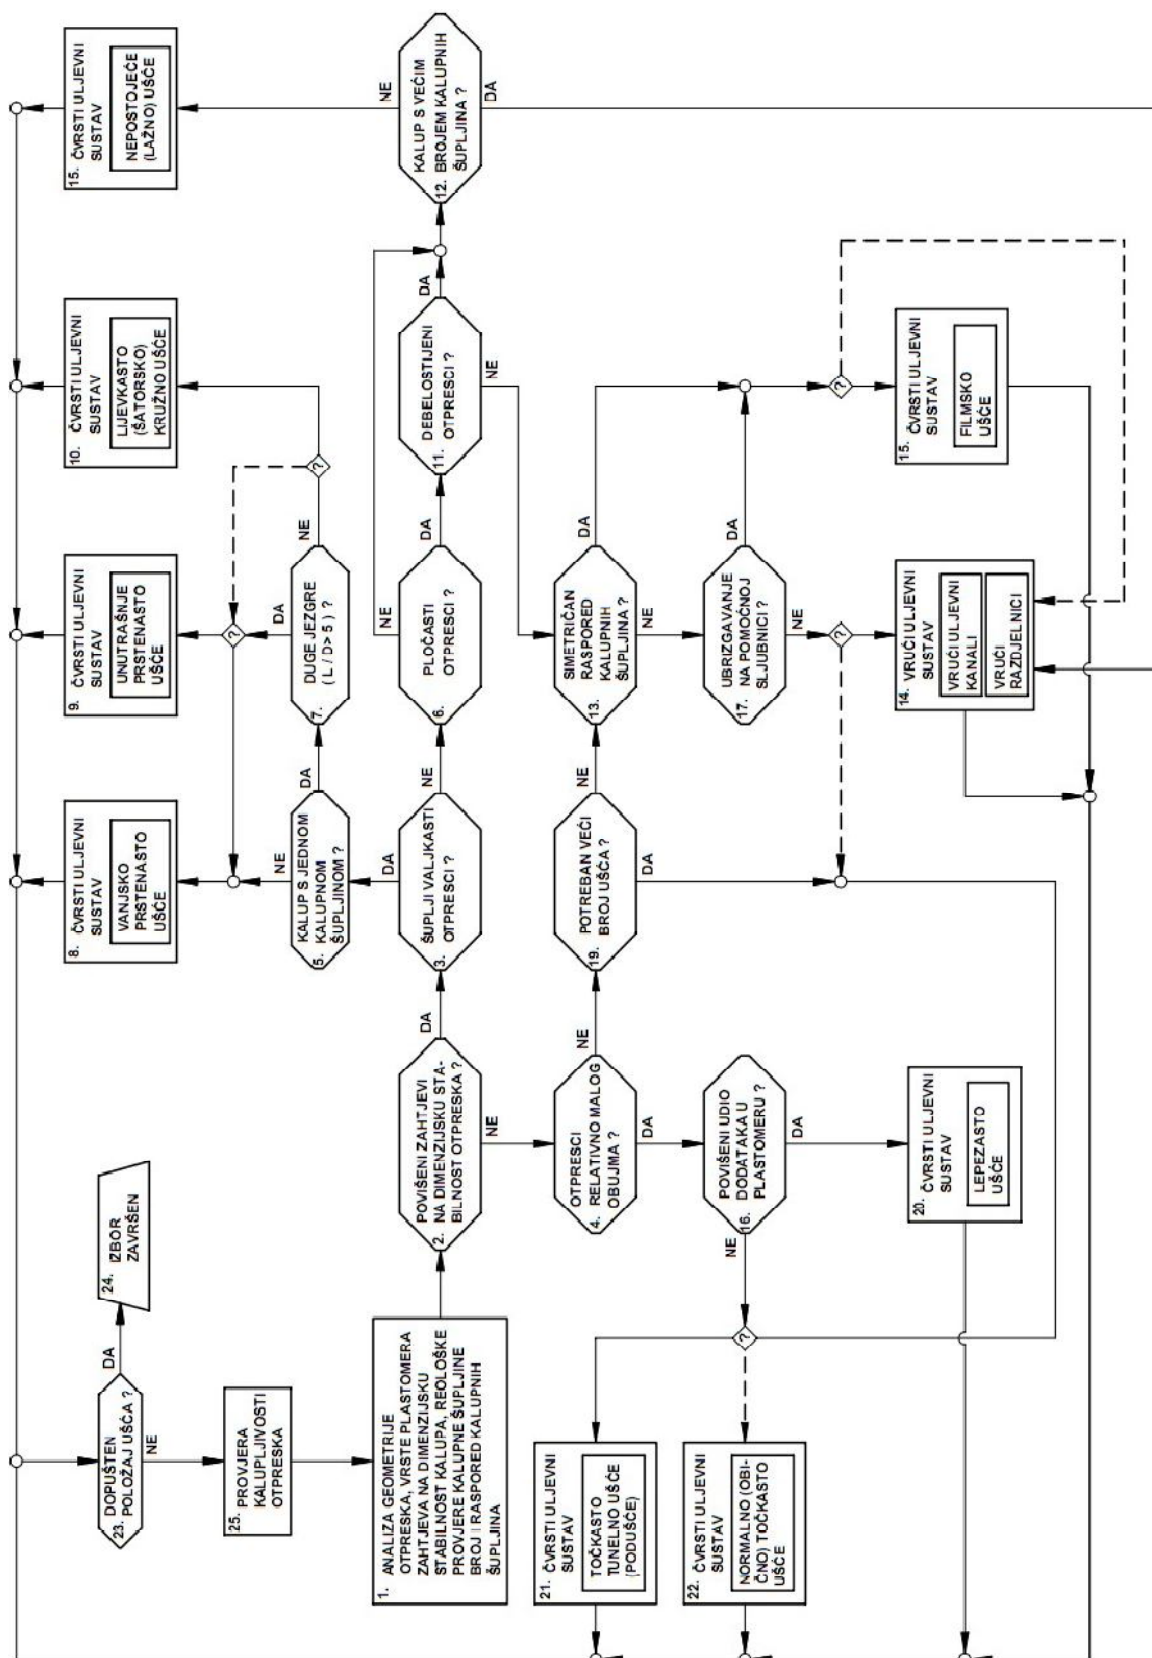 15. ČVRSTI ULJEVNI
SUSTAV
NEPOSTOJEĆE
(LAŽNO) UŠĆE
NE
KALUP S VEĆIM
12. BROJEM KALUPNIH
ŠUPLJINA ?
DA
10. ČVRSTI ULJEVNI
SUSTAV
LIJEVKASTO
(ŠATORSKO)
KRUŽNO UŠĆE
?
NE
DA
DEBELOSTIJENI
11. OTPRESCI ?
NE
?
15. ČVRSTI ULJEVNI
SUSTAV
FILMSKO
UŠĆE
9. ČVRSTI ULJEVNI
SUSTAV
UNUTRAŠNJE
PRSTENASTO
UŠĆE
?
DA
DUGE JEZGRE
7. ( L / D> 5 ) ?
NE
DA
PLOČASTI
6. OTPRESCI ?
DA
SIMETRIČAN
RASPORED
KALUPNIH
13. ŠUPLJINA ?
NE
DA
UBRIZGAVANJE
NA POMOĆNOJ
17. SLJUBNICI ?
NE
?
14. VRUĆI ULJEVNI
SUSTAV
VRUĆI ULJEVNI
KANALI
VRUĆI
RAZDJELNICI
8. ČVRSTI ULJEVNI
SUSTAV
VANJSKO
PRSTENASTO
UŠĆE
NE
DA
KALUP S JEDNOM
KALUPNOM
5. ŠUPLJINOM ?
DA
NE
ŠUPLJI VALJKASTI
3. OTPRESCI ?
NE
POTREBAN VEĆI
19. BROJ UŠĆA ?
DA
DA
POVIŠENI ZAHTJEVI
NA DIMENZIJSKU STA-
2. BILNOST OTPRESKA ?
NE
NE
OTPRESCI
RELATIVNO MALOG
4. OBUJMA ?
DA
POVIŠENI UDIO
DODATAKA U
16. PLASTOMERU ?
NE
DA
20. ČVRSTI ULJEVNI
SUSTAV
LEPEZASTO
UŠĆE
24. IZBOR
ZAVRŠEN
DA
DOPUŠTEN
23. POLOŽAJ UŠĆA ?
NE
25. PROVJERA
KALUPLJIVOSTI
OTPRESKA
1. ANALIZA GEOMETRIJE
OTPRESKA, VRSTE PLASTOMERA
ZAHTJEVA NA DIMENZIJSKU
STABILNOST KALUPA, REOLOŠKE
PROVJERE KALUPNE ŠUPLJINE
BROJ I RASPORED KALUPNIH
ŠUPLJINA
?
21. ČVRSTI ULJEVNI
SUSTAV
TOČKASTO
TUNELNO UŠĆE
(PODUŠĆE)
22. ČVRSTI ULJEVNI
SUSTAV
NORMALNO (OBI-
ČNO) TOČKASTO
UŠĆE